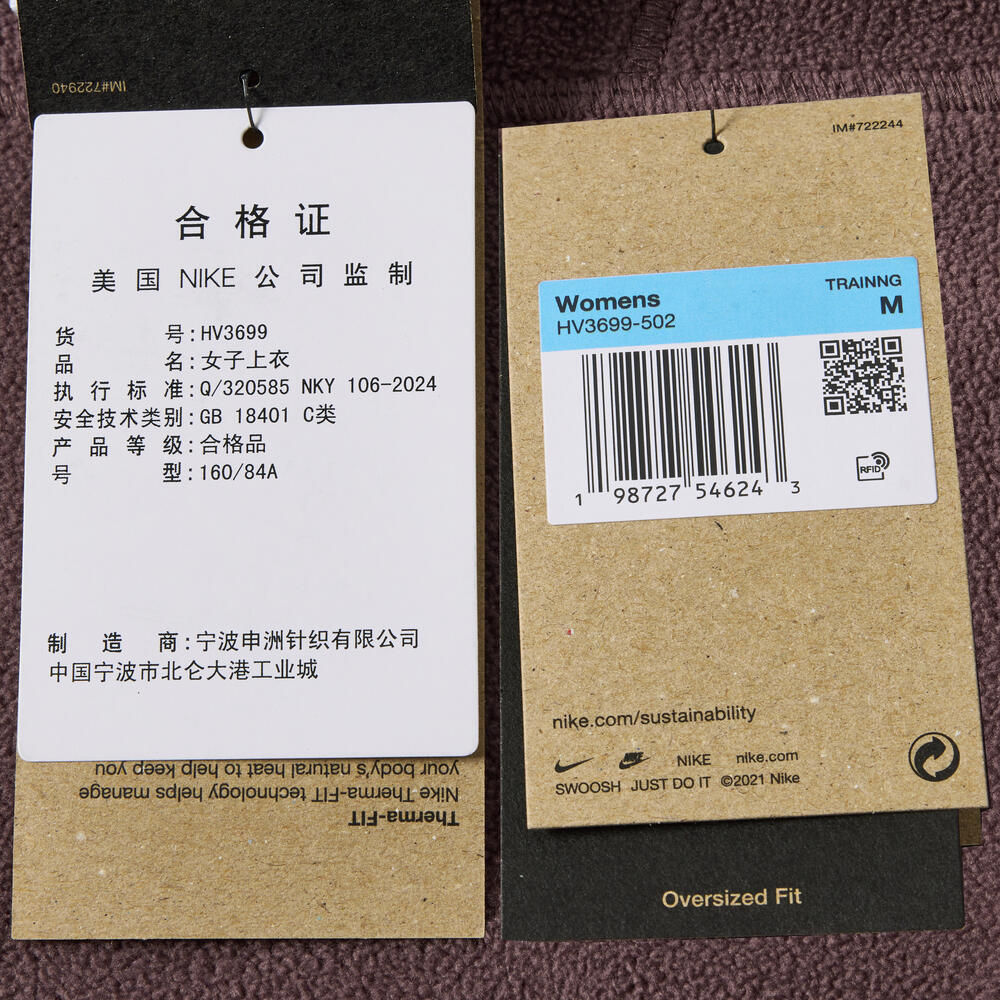 IM#722940
合格证
美国 NIKE 公司监制
货号:HV3699
品名:女子上衣
执行标准:Q/320585 NKY 106-2024
安全技术类别:GB 18401 C类
产品等级:合格品
号型:160/84A
制造商:宁波申洲针织有限公司
中国宁波市北仑大港工业城
Therma-FIT
Nike Therma-FIT technology helps manage
your body's natural heat to help keep you
IM#722244
Womens
TRAINNG
HV3699-502
M
1 98727 54624 3
RFID
nike.com/sustainability
NIKE nike.com
SWOOSH JUST DO IT ©2021 Nike
Oversized Fit